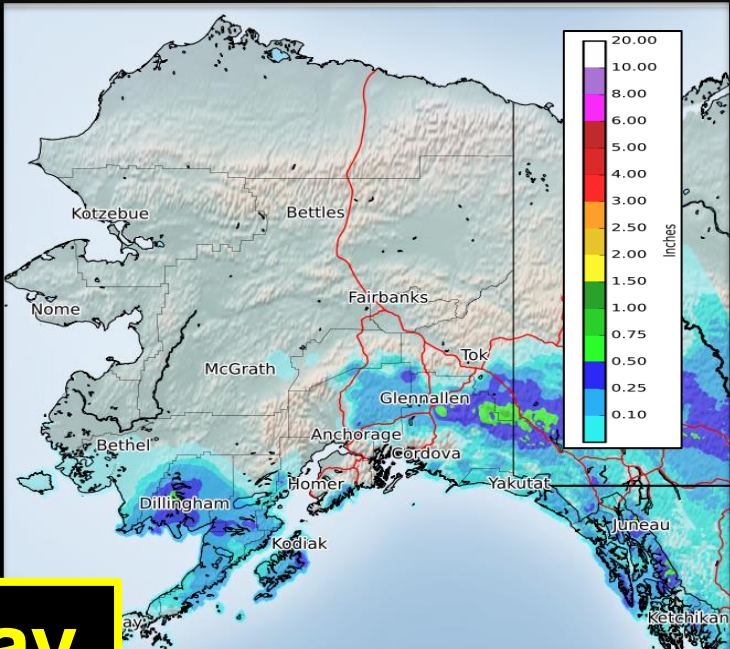 20.00
10.00
8.00
6.00
5.00
4.00
3.00
2.50
2.00
1.50
1.00
0.75
0.50
0.25
0.10
Inches
Kotzebue
Bettles
Nome
Fairbanks
McGrath
Tok
Glennallen
Anchorage
Bethel
Cordova
Homer
Yakutat
Dillingham
Juneau
Kodiak
Ketchikan
ay
ay